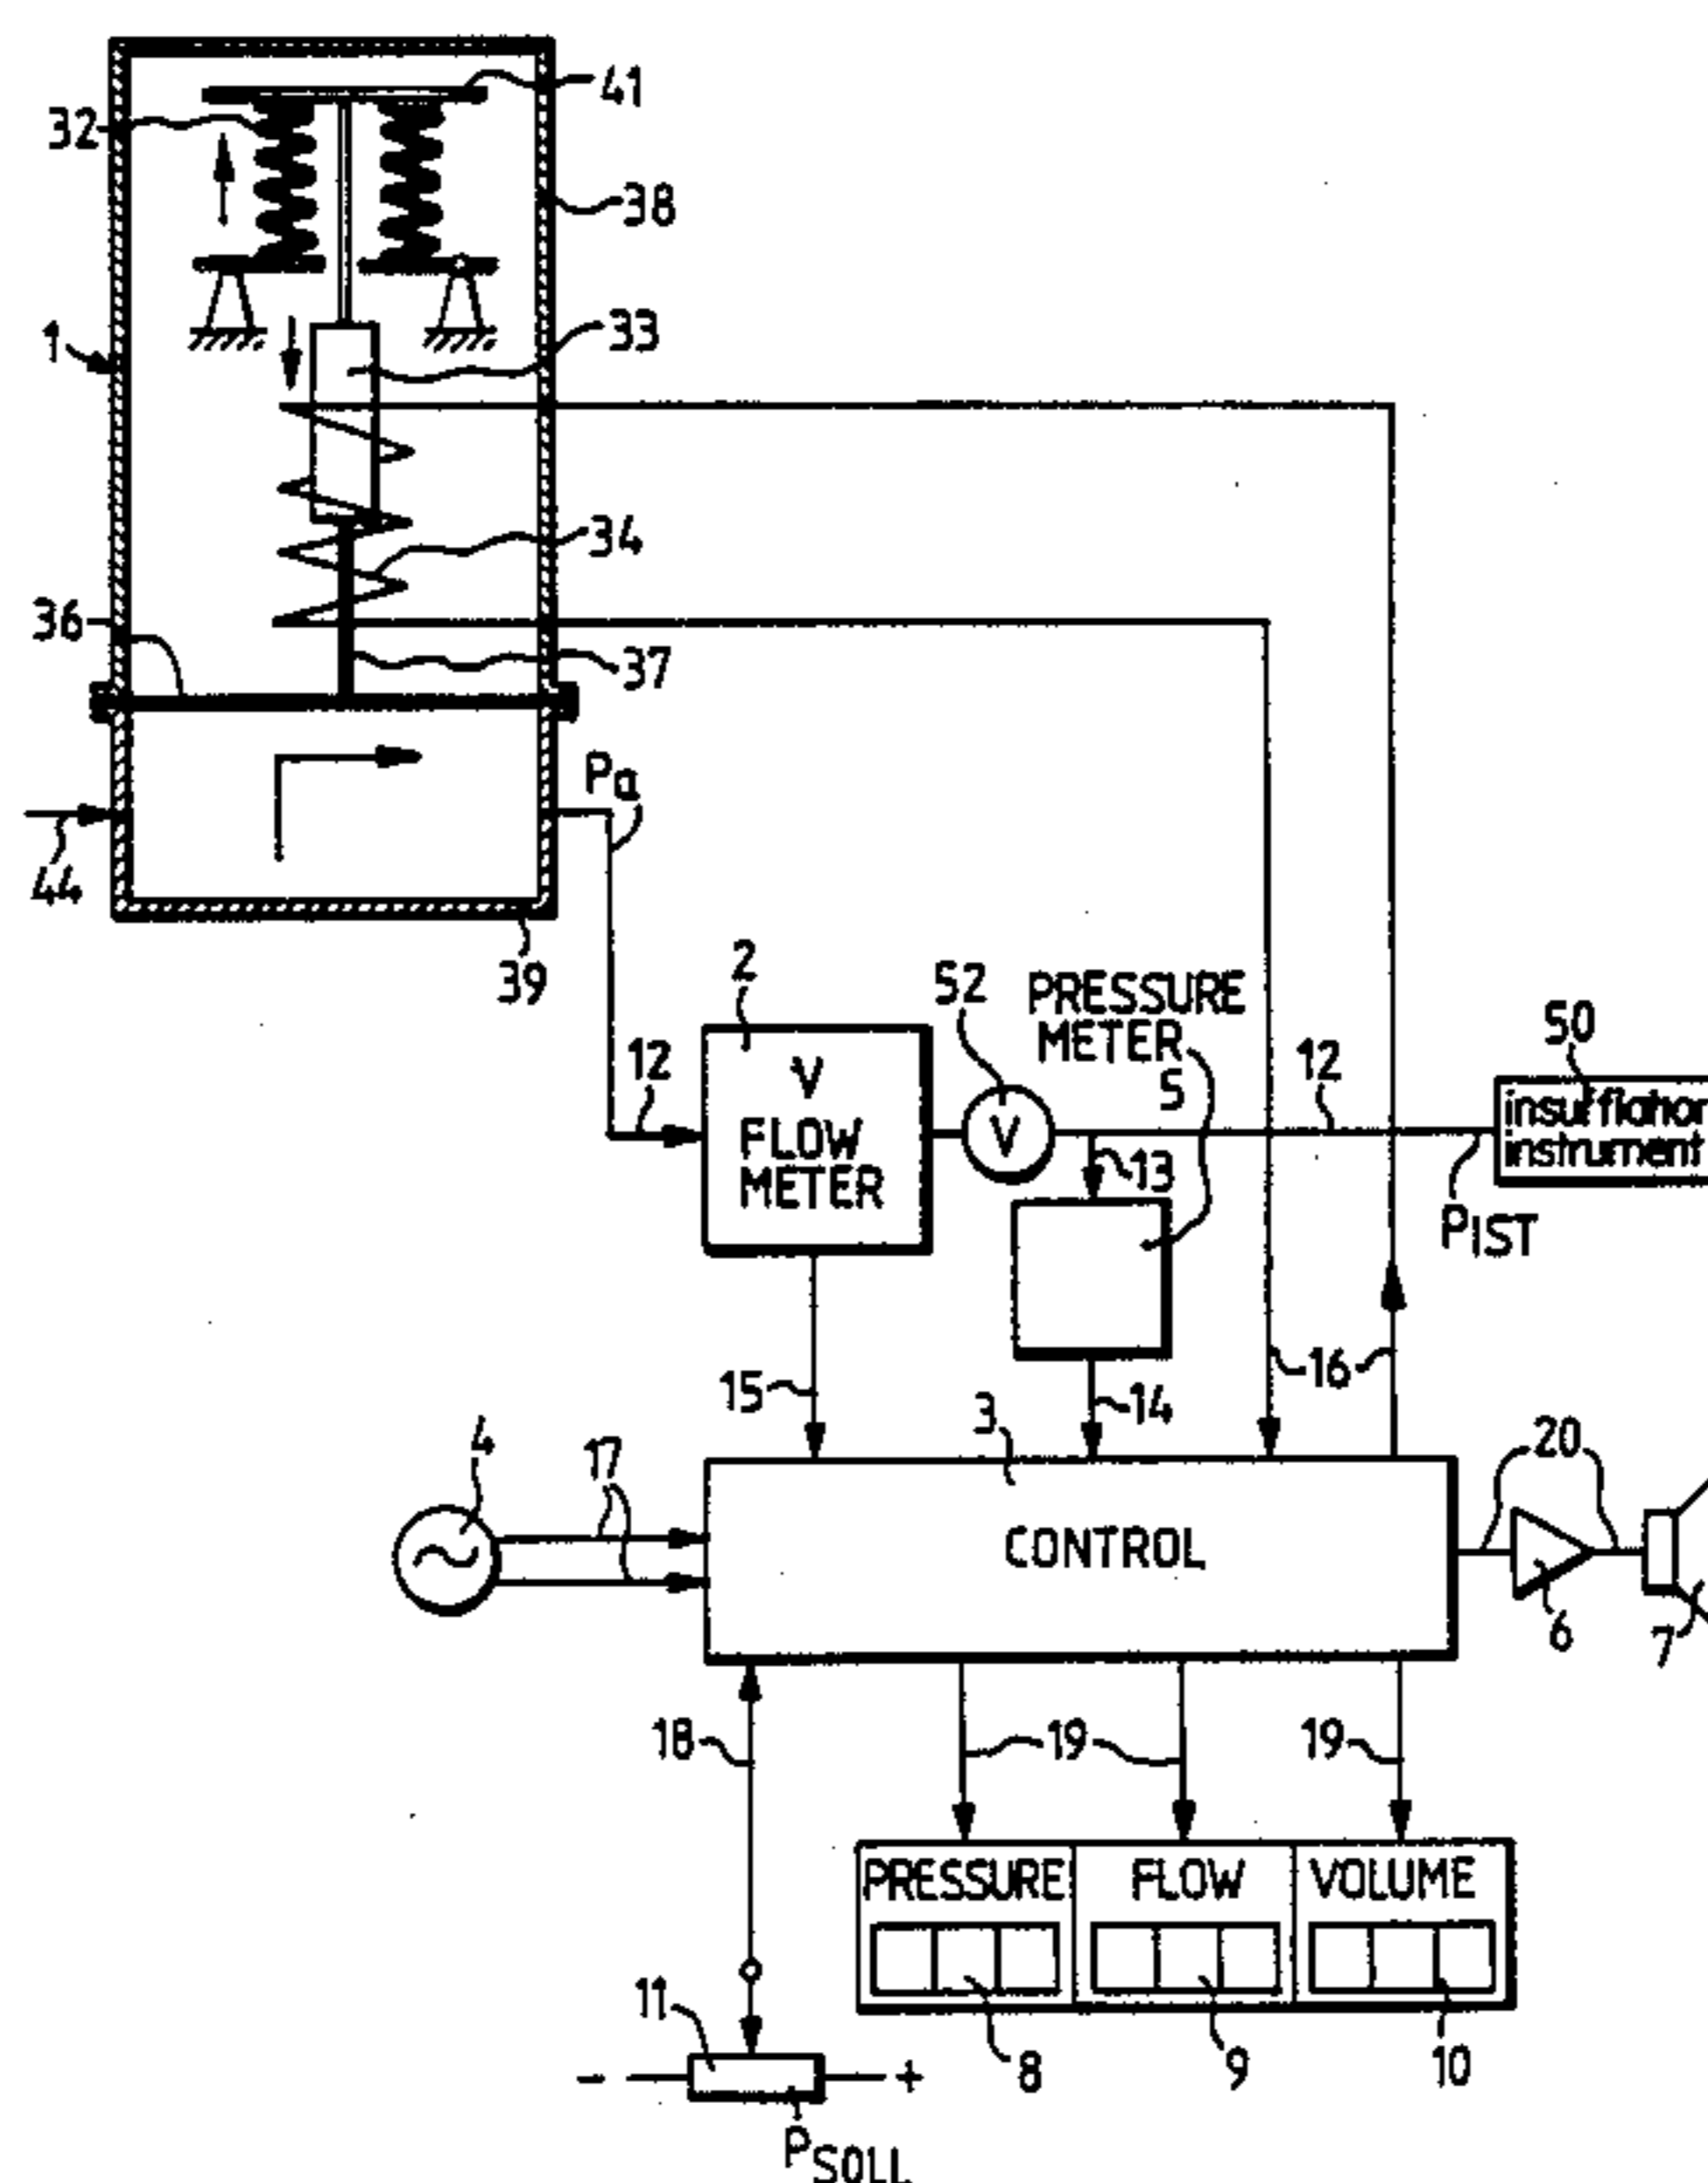 41
32
38
1
33
34
36
37
Pa
44
39
2
52
PRESSURE
METER
5
50
12
V
FLOW
METER
V
12
insufflation
instrument
13
PIST
15
14
16
3
4
17
20
CONTROL
6
7
18
19
19
PRESSURE
FLOW
VOLUME
11
8
9
10
-
+
PSOLL